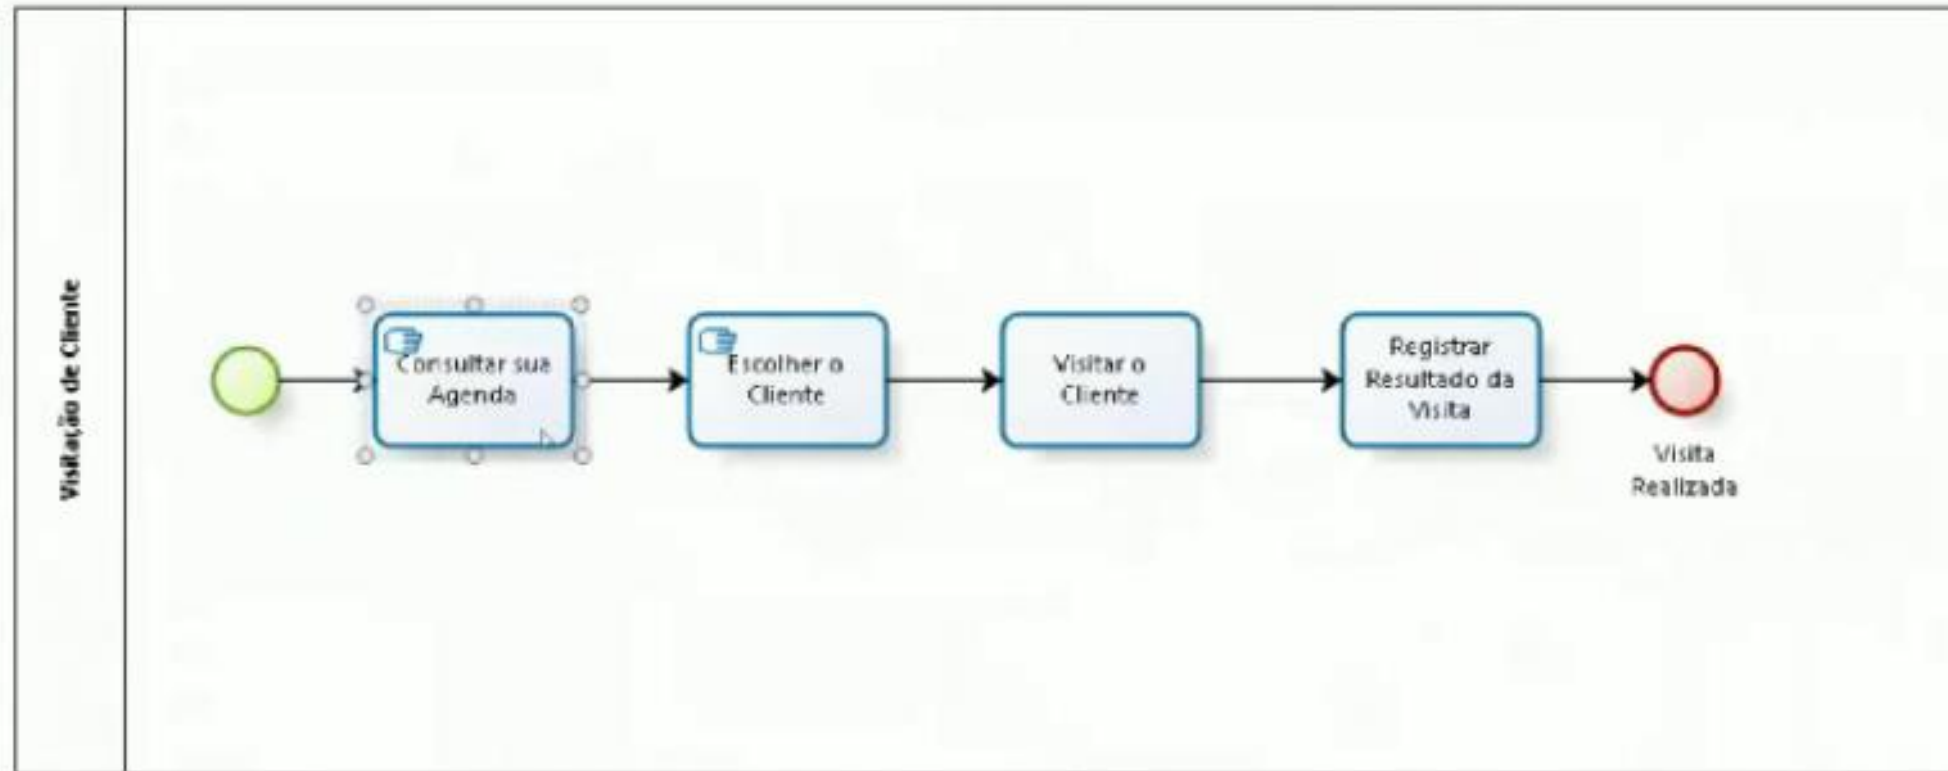 Visitação de Cliente
Consultar sua
Agenda
Escolher o
Cliente
Visitar o
Cliente
Registrar
Resultado da
Visita
Visita
Realizada